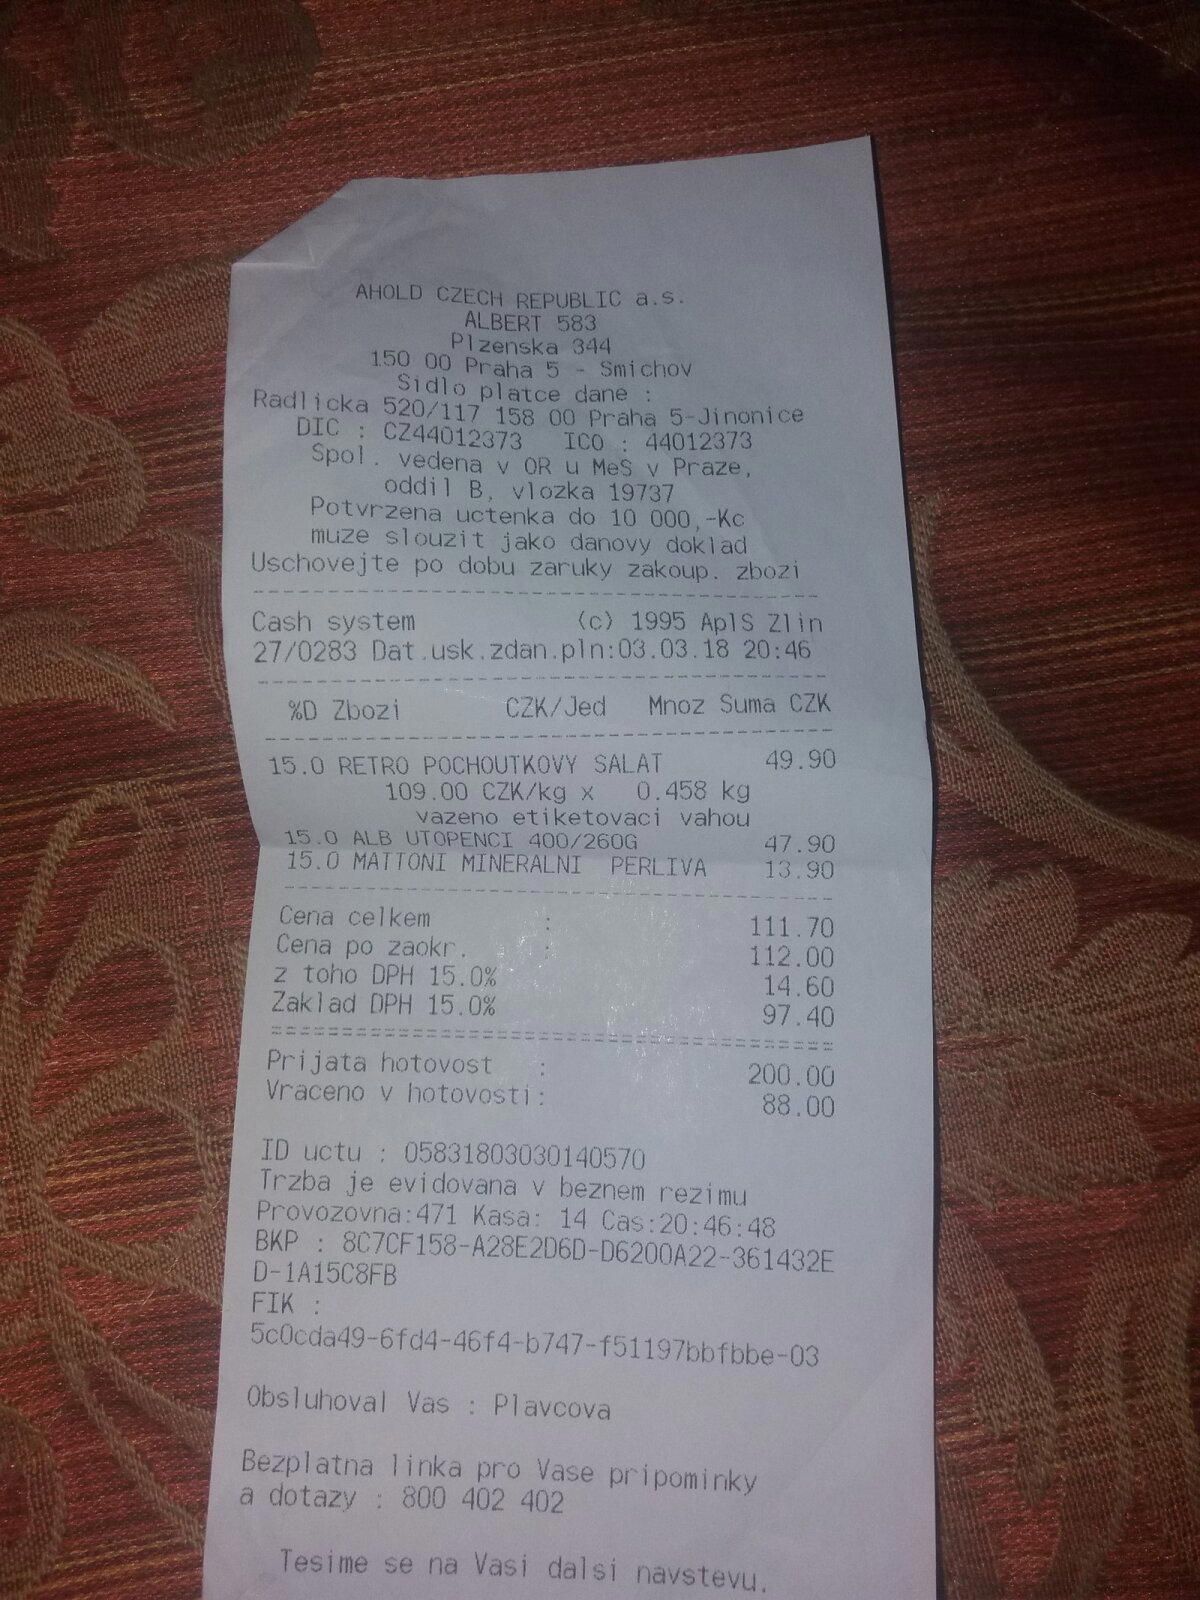 AHOLD CZECH REPUBLIC a.s.
ALBERT 583
Plzenska 344
150 00 Praha 5 - Smichov
Sidlo platce dane :
Radlicka 520/117 158 00 Praha 5-Jinonice
DIC : CZ44012373 ICO : 44012373
Spol. vedena v OR u MeS v Praze,
oddil B, vlozka 19737
Potvrzena uctenka do 10 000,-Kc
muze slouzit jako danovy doklad
Uschovejte po dobu zaruky zakoup. zbozi
Cash system (c) 1995 AplS Zlin
27/0283 Dat.usk.zdan.pln:03.03.18 20:46
%D Zbozi CZK/Jed Mnoz Suma CZK
15.0 RETRO POCHOUTKOVY SALAT 49.90
109.00 CZK/kg x 0.458 kg
vazeno etiketovaci vahou
15.0 ALB UTOPENCI 400/260G 47.90
15.0 MATTONI MINERALNI PERLIVA 13.90
Cena celkem : 111.70
Cena po zaokr. : 112.00
z toho DPH 15.0% 14.60
Zaklad DPH 15.0% 97.40
Prijata hotovost : 200.00
Vraceno v hotovosti: 88.00
ID uctu : 05831803030140570
Trzba je evidovana v beznem rezimu
Provozovna:471 Kasa: 14 Cas:20:46:48
BKP : 8C7CF158-A28E2D6D-D6200A22-361432E
D-1A15C8FB
FIK :
5c0cda49-6fd4-46f4-b747-f51197bbfbbe-03
Obsluhoval Vas : Plavcova
Bezplatna linka pro Vase pripominky
a dotazy : 800 402 402
Tesime se na Vasi dalsi navstevu.